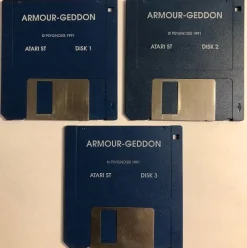 ARMOUR-GEDDON
© PSYGNOSIS 1991
ATARI ST DISK 1
ARMOUR-GEDDON
© PSYGNOSIS 1991
ATARI ST DISK 2
ARMOUR-GEDDON
© PSYGNOSIS 1991
ATARI ST DISK 3